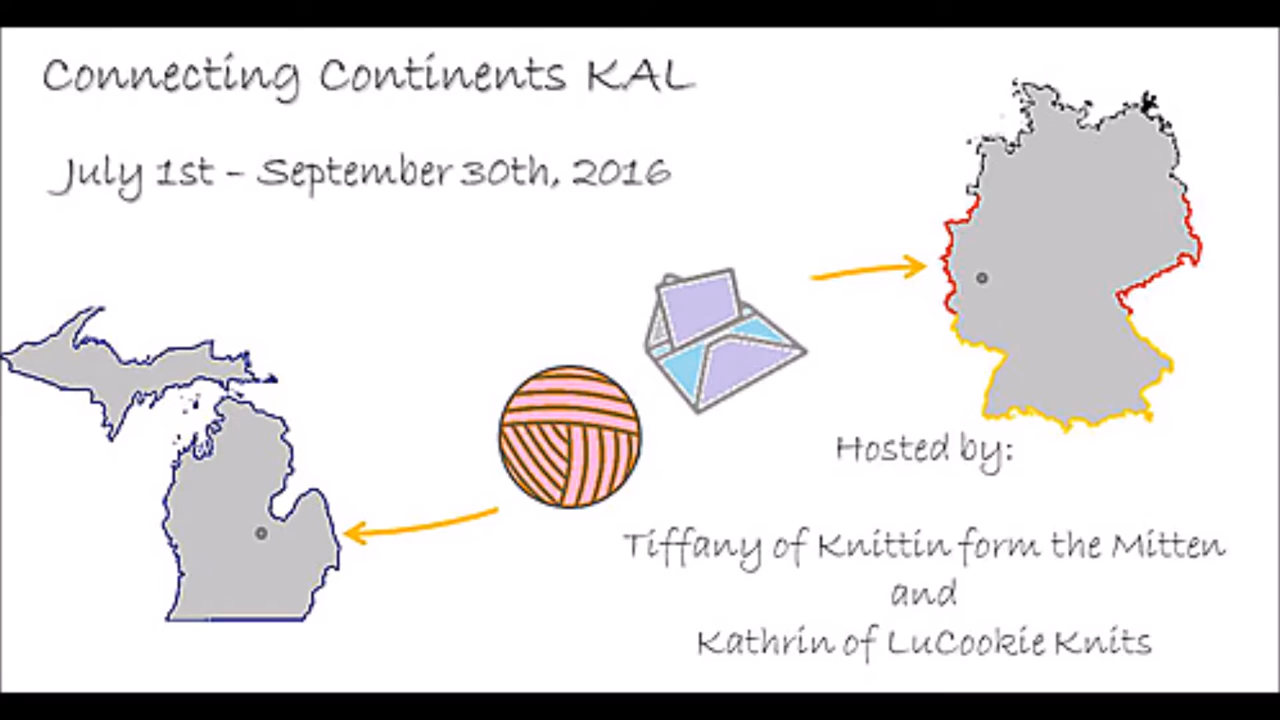 Connecting Continents KAL
July 1st - September 30th, 2016
Hosted by:
Tiffany of Knittin form the Mitten
and
Kathrin of LuCookie Knits